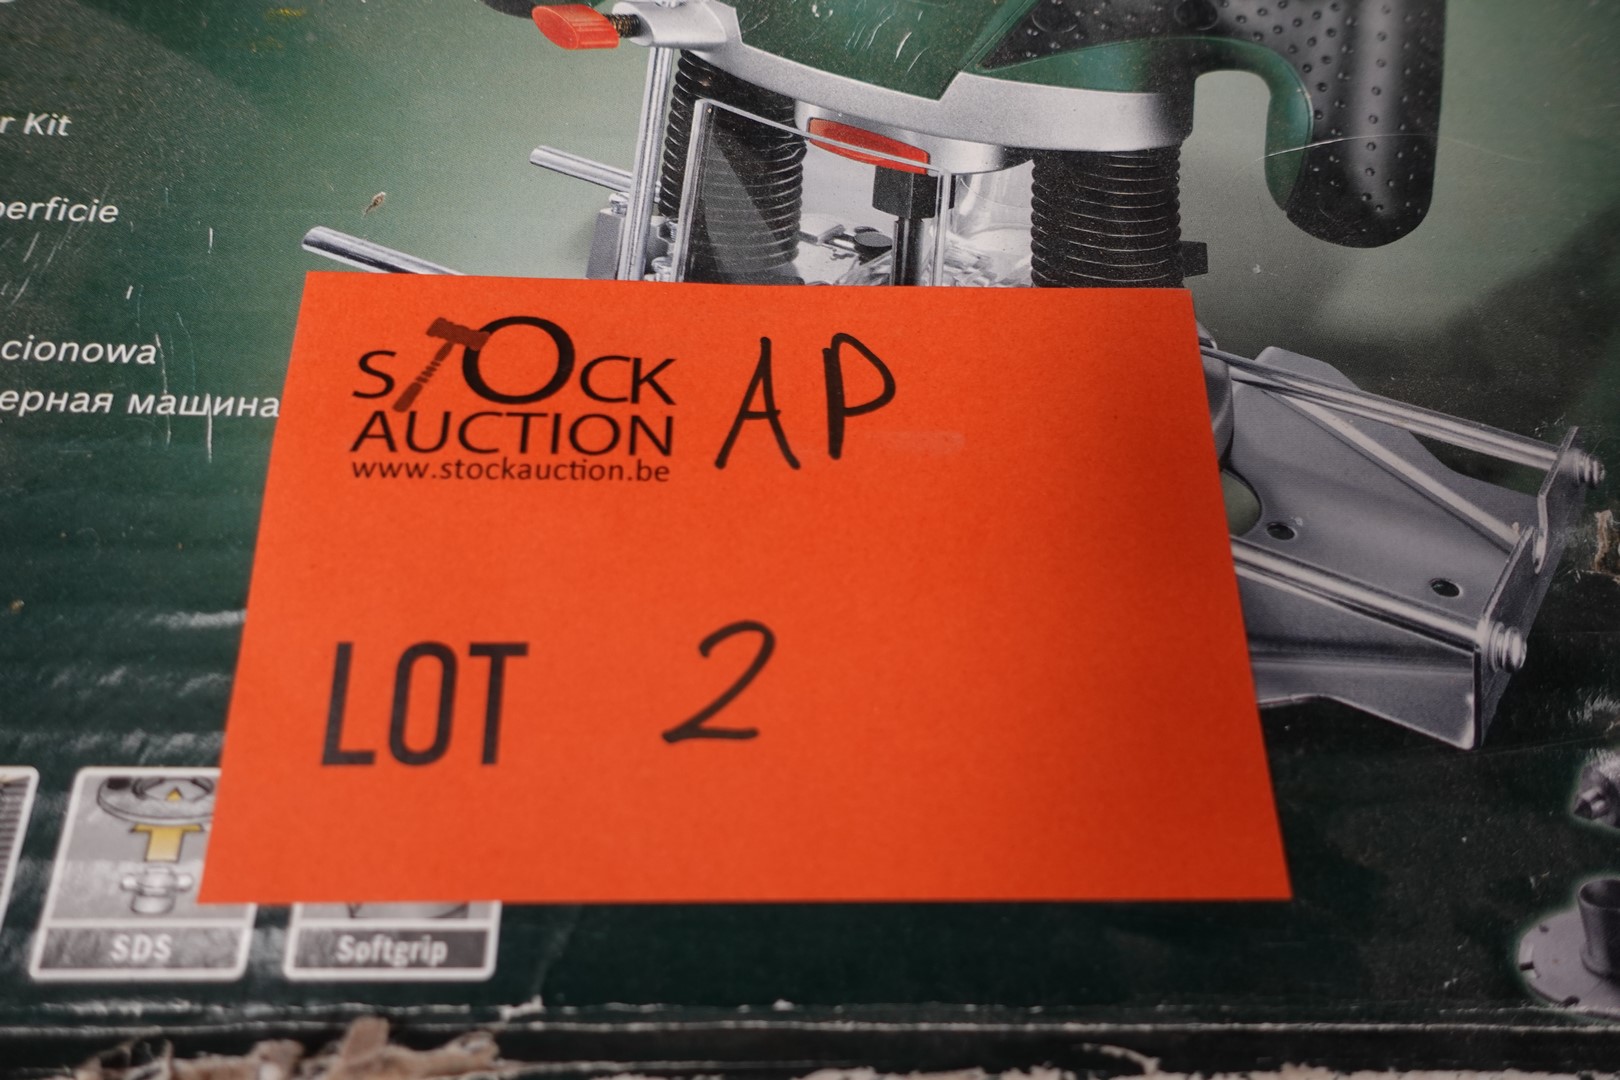 r Kit
perficie
cionowa
ерная машина
STOCK
AUCTION
www.stockauction.be
AP
LOT 2
SDS
Softgrip